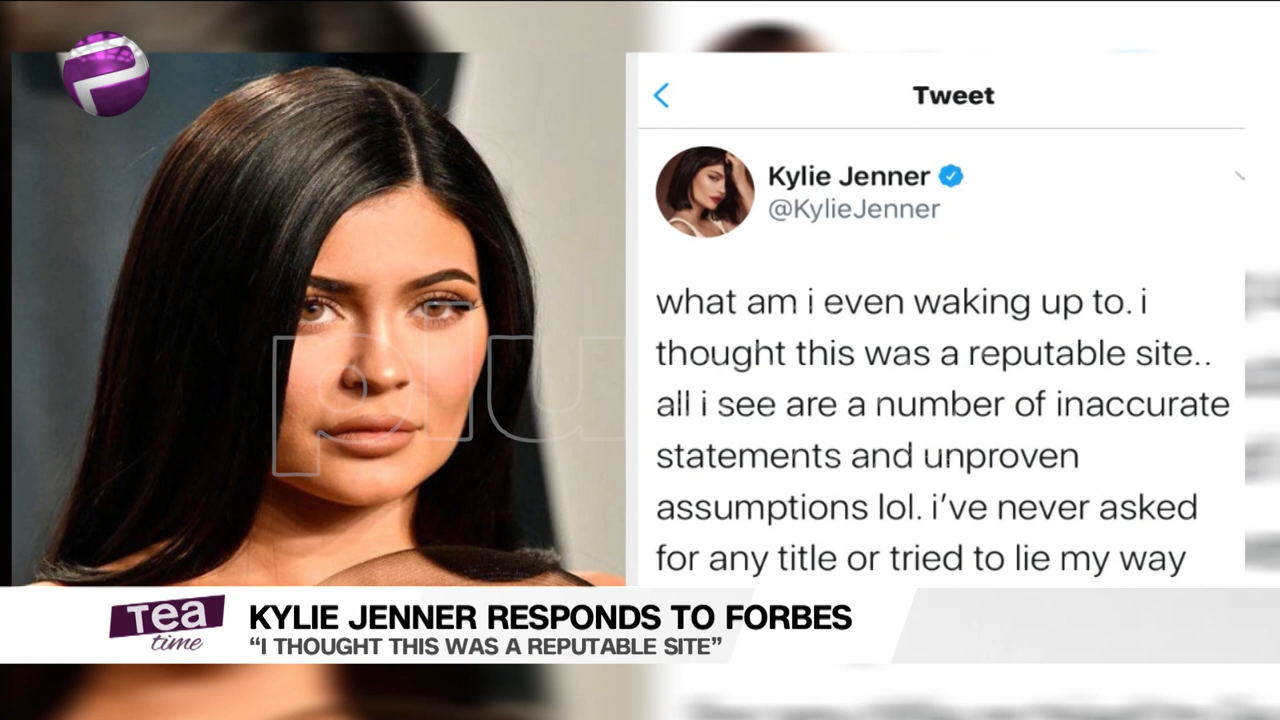 Tweet
Kylie Jenner
@KylieJenner
what am i even waking up to. i
thought this was a reputable site..
all i see are a number of inaccurate
statements and unproven
assumptions lol. i’ve never asked
for any title or tried to lie my way
plu
Tea
time
KYLIE JENNER RESPONDS TO FORBES
“I THOUGHT THIS WAS A REPUTABLE SITE”